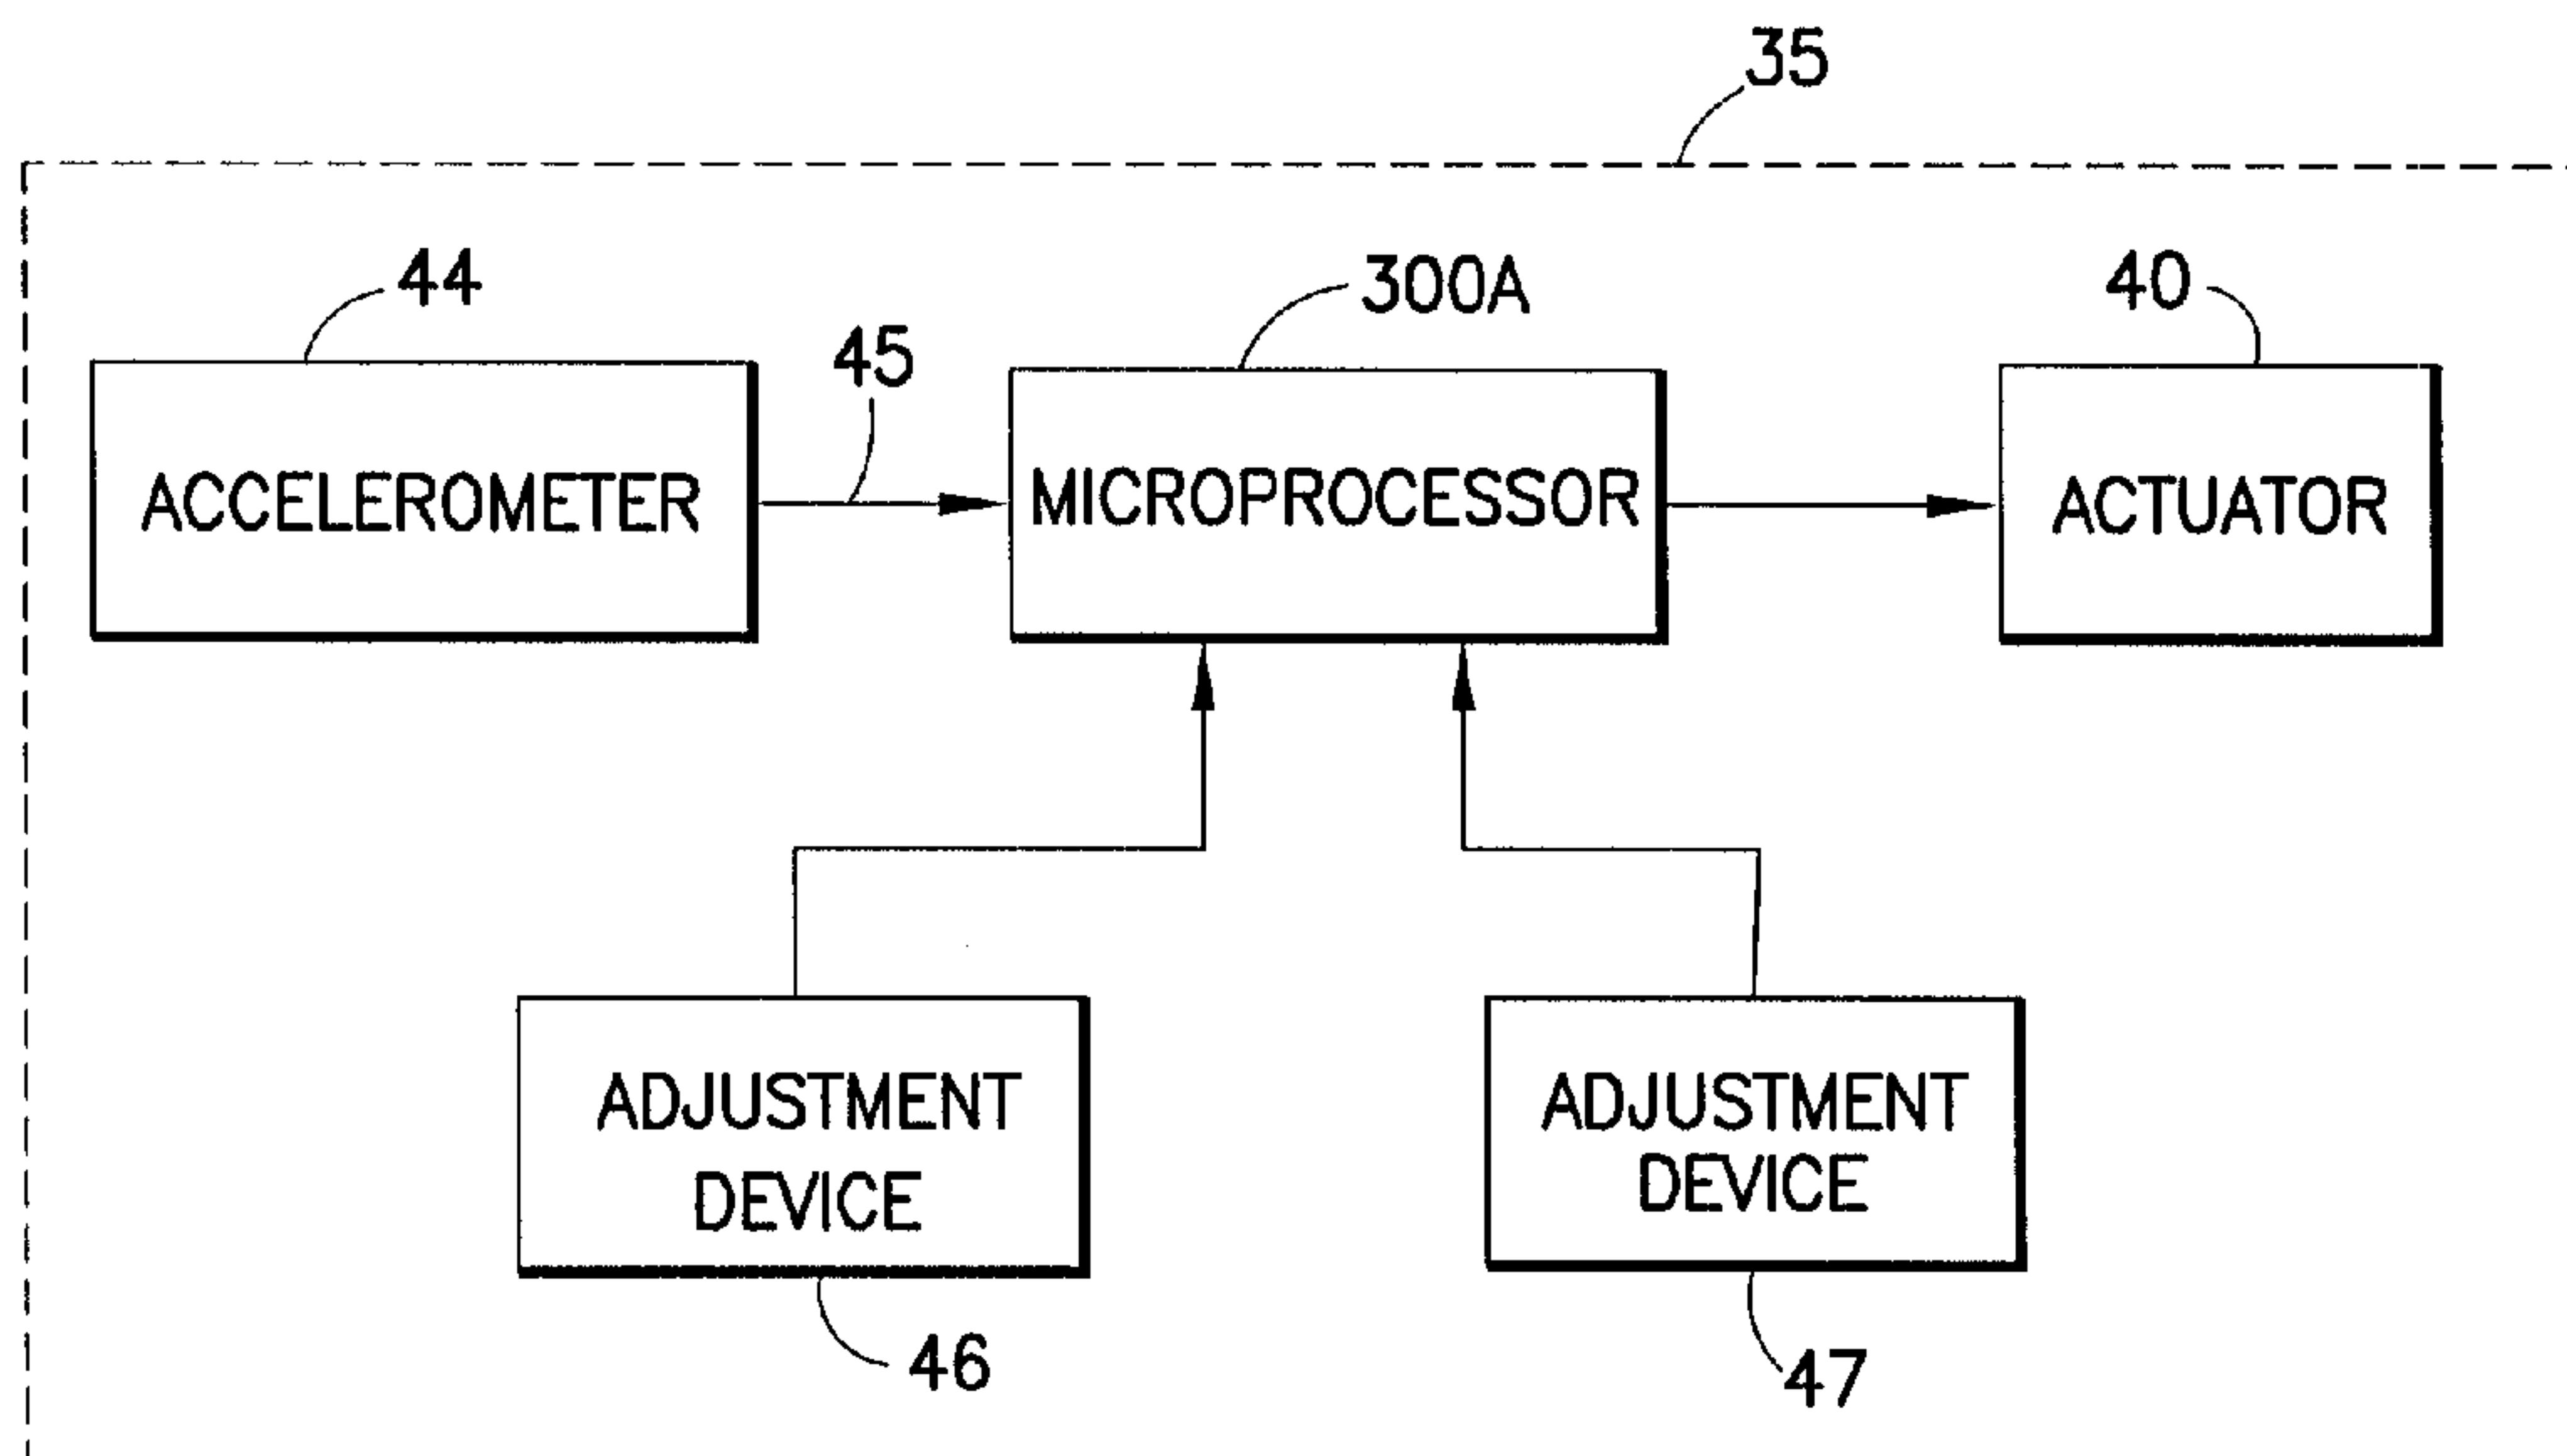 35
44
45
300A
40
ACCELEROMETER
MICROPROCESSOR
ACTUATOR
ADJUSTMENT
DEVICE
ADJUSTMENT
DEVICE
46
47